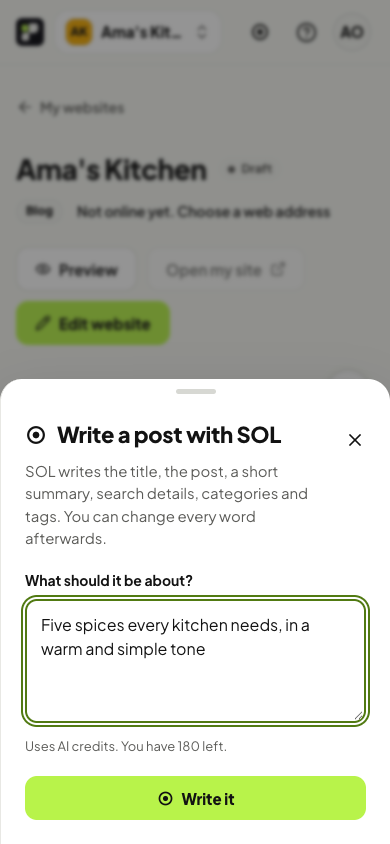 AK Ama's Kit... AO
My websites
Ama's Kitchen Draft
Blog Not online yet. Choose a web address
Preview Open my site
Edit website
Write a post with SOL
SOL writes the title, the post, a short
summary, search details, categories and
tags. You can change every word
afterwards.
What should it be about?
Five spices every kitchen needs, in a
warm and simple tone
Uses AI credits. You have 180 left.
Write it